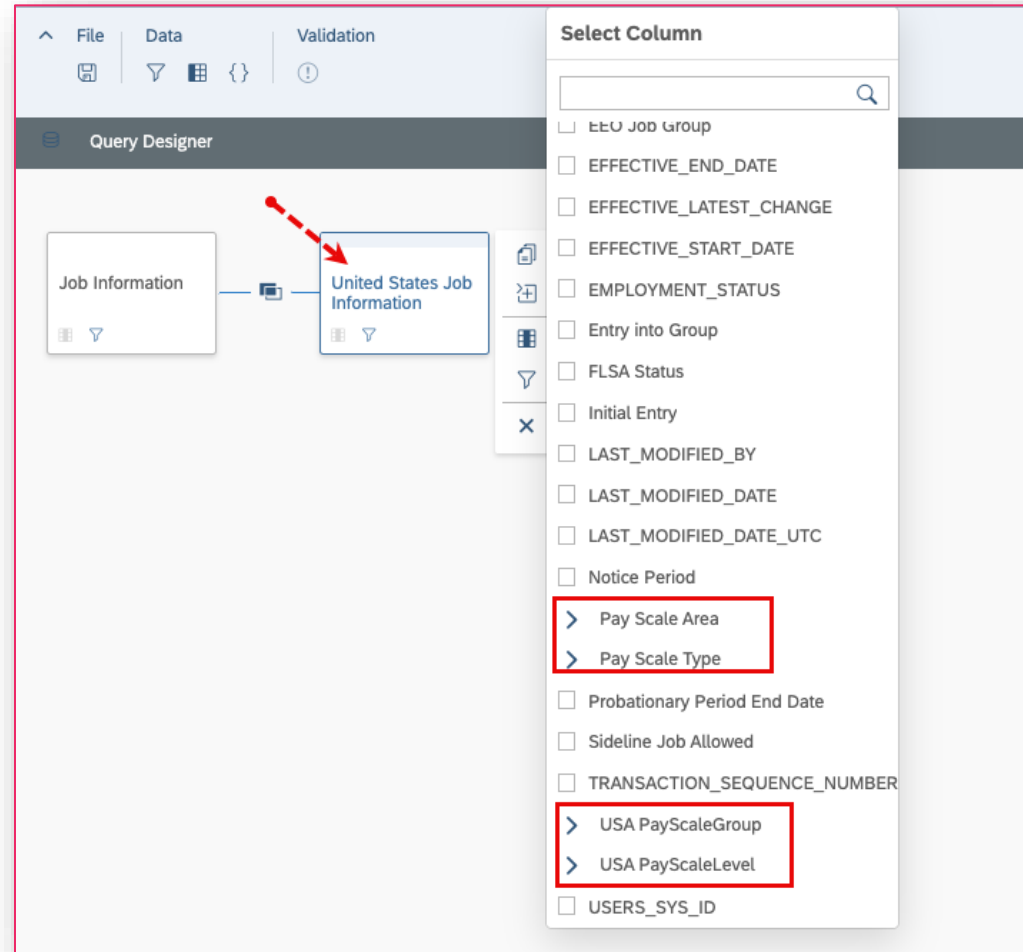 File
Data
Validation
Query Designer
Job Information
United States Job
Information
Select Column
EEO Job Group
EFFECTIVE_END_DATE
EFFECTIVE_LATEST_CHANGE
EFFECTIVE_START_DATE
EMPLOYMENT_STATUS
Entry into Group
FLSA Status
Initial Entry
LAST_MODIFIED_BY
LAST_MODIFIED_DATE
LAST_MODIFIED_DATE_UTC
Notice Period
Pay Scale Area
Pay Scale Type
Probationary Period End Date
Sideline Job Allowed
TRANSACTION_SEQUENCE_NUMBER
USA PayScaleGroup
USA PayScaleLevel
USERS_SYS_ID